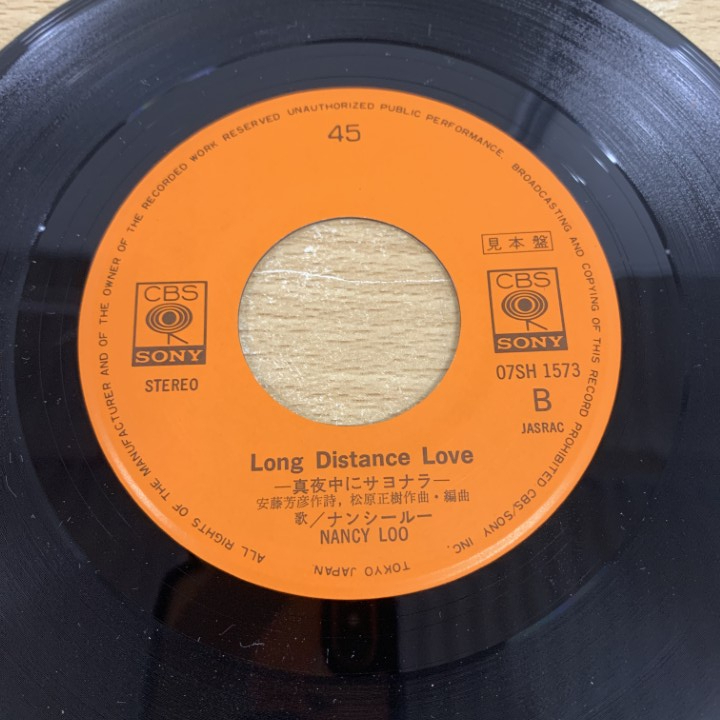 ALL RIGHTS OF THE MANUFACTURER AND OF THE OWNER OF THE RECORDED WORK RESERVED UNAUTHORIZED PUBLIC PERFORMANCE. BROADCASTING AND COPYING OF THIS RECORD PROHIBITED CBS/SONY INC. TOKYO JAPAN.
45
見本盤
CBS
SONY
STEREO
CBS
SONY
07SH 1573
B
JASRAC
Long Distance Love
—真夜中にサヨナラ—
安藤芳彦作詩, 松原正樹作曲・編曲
歌/ナンシールー
NANCY LOO